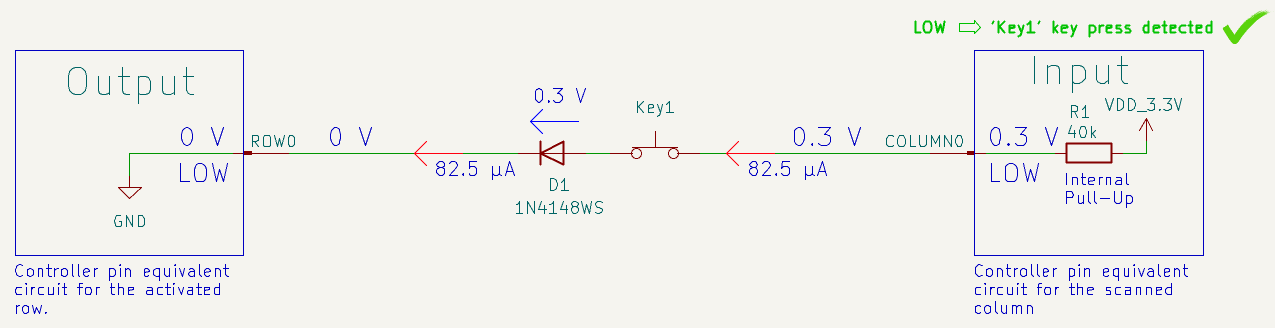 LOW ⇨ 'Key1' key press detected
Output
Input
0.3 V
Key1
R1
VDD_3.3V
40k
0 V
ROW0
0 V
0.3 V
COLUMN0
0.3 V
LOW
82.5 µA
82.5 µA
LOW
D1
1N4148WS
Internal
Pull-Up
GND
Controller pin equivalent
circuit for the activated
row.
Controller pin equivalent
circuit for the scanned
column